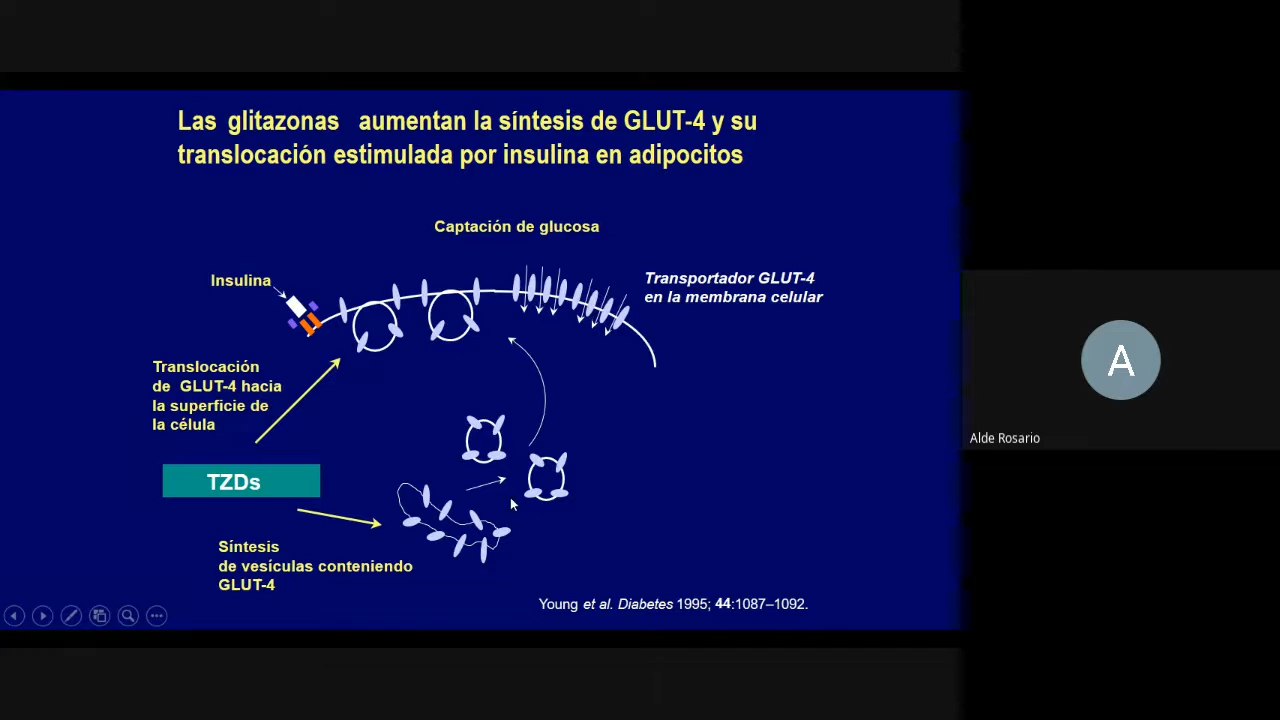 Las glitazonas aumentan la síntesis de GLUT-4 y su
translocación estimulada por insulina en adipocitos
Captación de glucosa
Insulina
Transportador GLUT-4
en la membrana celular
Translocación
de GLUT-4 hacia
la superficie de
la célula
TZDs
Síntesis
de vesículas conteniendo
GLUT-4
Young et al. Diabetes 1995; 44:1087–1092.
A
Alde Rosario